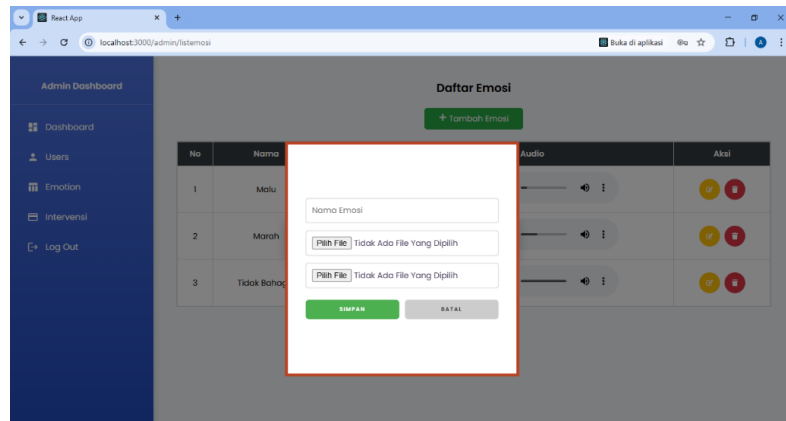 React App
localhost:3000/admin/listemosi
Buka di aplikasi
A
Admin Dashboard
Dashboard
Users
Emotion
Intervensi
Log Out
Daftar Emosi
+ Tambah Emosi
No Nama Audio Aksi
1 Malu
2 Marah
3 Tidak Bahag
Nama Emosi
Pilih File Tidak Ada File Yang Dipilih
Pilih File Tidak Ada File Yang Dipilih
SIMPAN BATAL